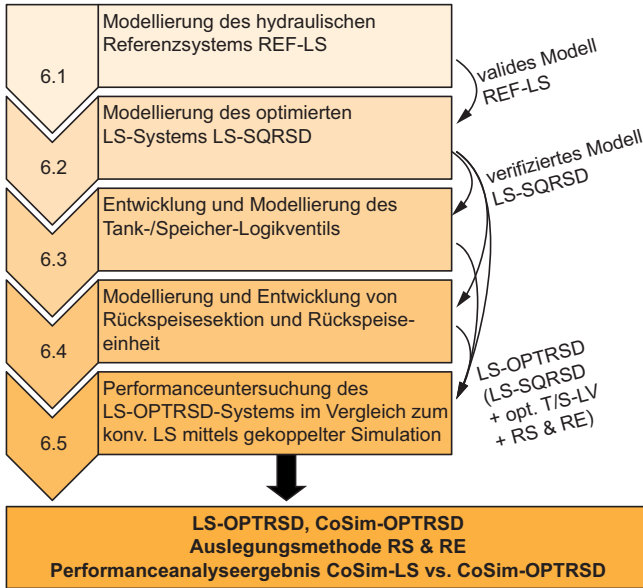 6.1
Modellierung des hydraulischen
Referenzsystems REF-LS
valides Modell
REF-LS
6.2
Modellierung des optimierten
LS-Systems LS-SQRSD
verifiziertes Modell
LS-SQRSD
6.3
Entwicklung und Modellierung des
Tank-/Speicher-Logikventils
6.4
Modellierung und Entwicklung von
Rückspeisesektion und Rückspeise-
einheit
LS-OPTRSD
(LS-SQRSD
+ opt. T/S-LV
+ RS & RE)
6.5
Performanceuntersuchung des
LS-OPTRSD-Systems im Vergleich zum
konv. LS mittels gekoppelter Simulation
LS-OPTRSD, CoSim-OPTRSD
Auslegungsmethode RS & RE
Performanceanalyseergebnis CoSim-LS vs. CoSim-OPTRSD